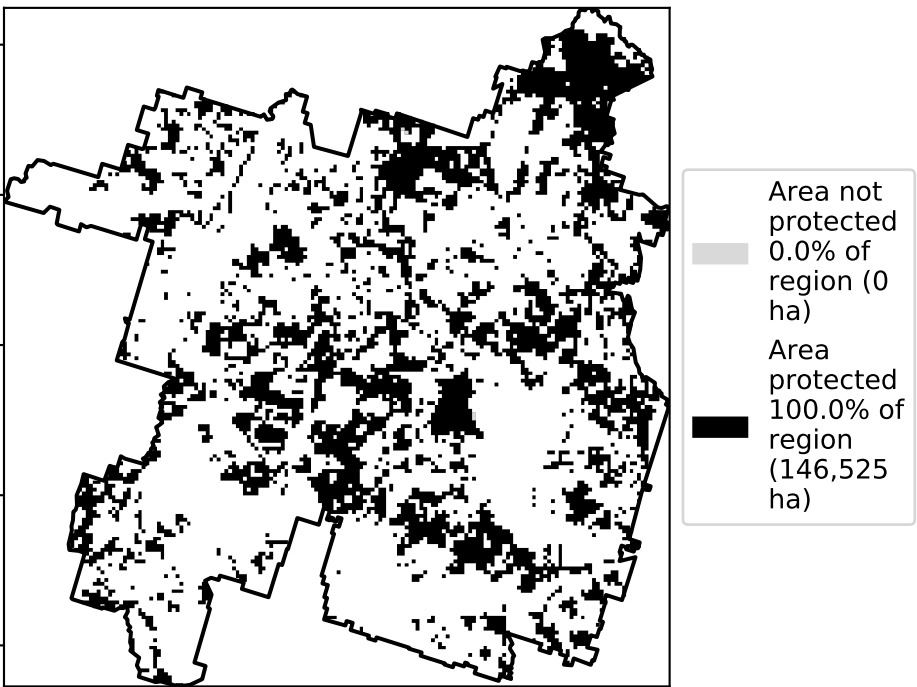 Area not
protected
0.0% of
region (0
ha)
Area
protected
100.0% of
region
(146,525
ha)